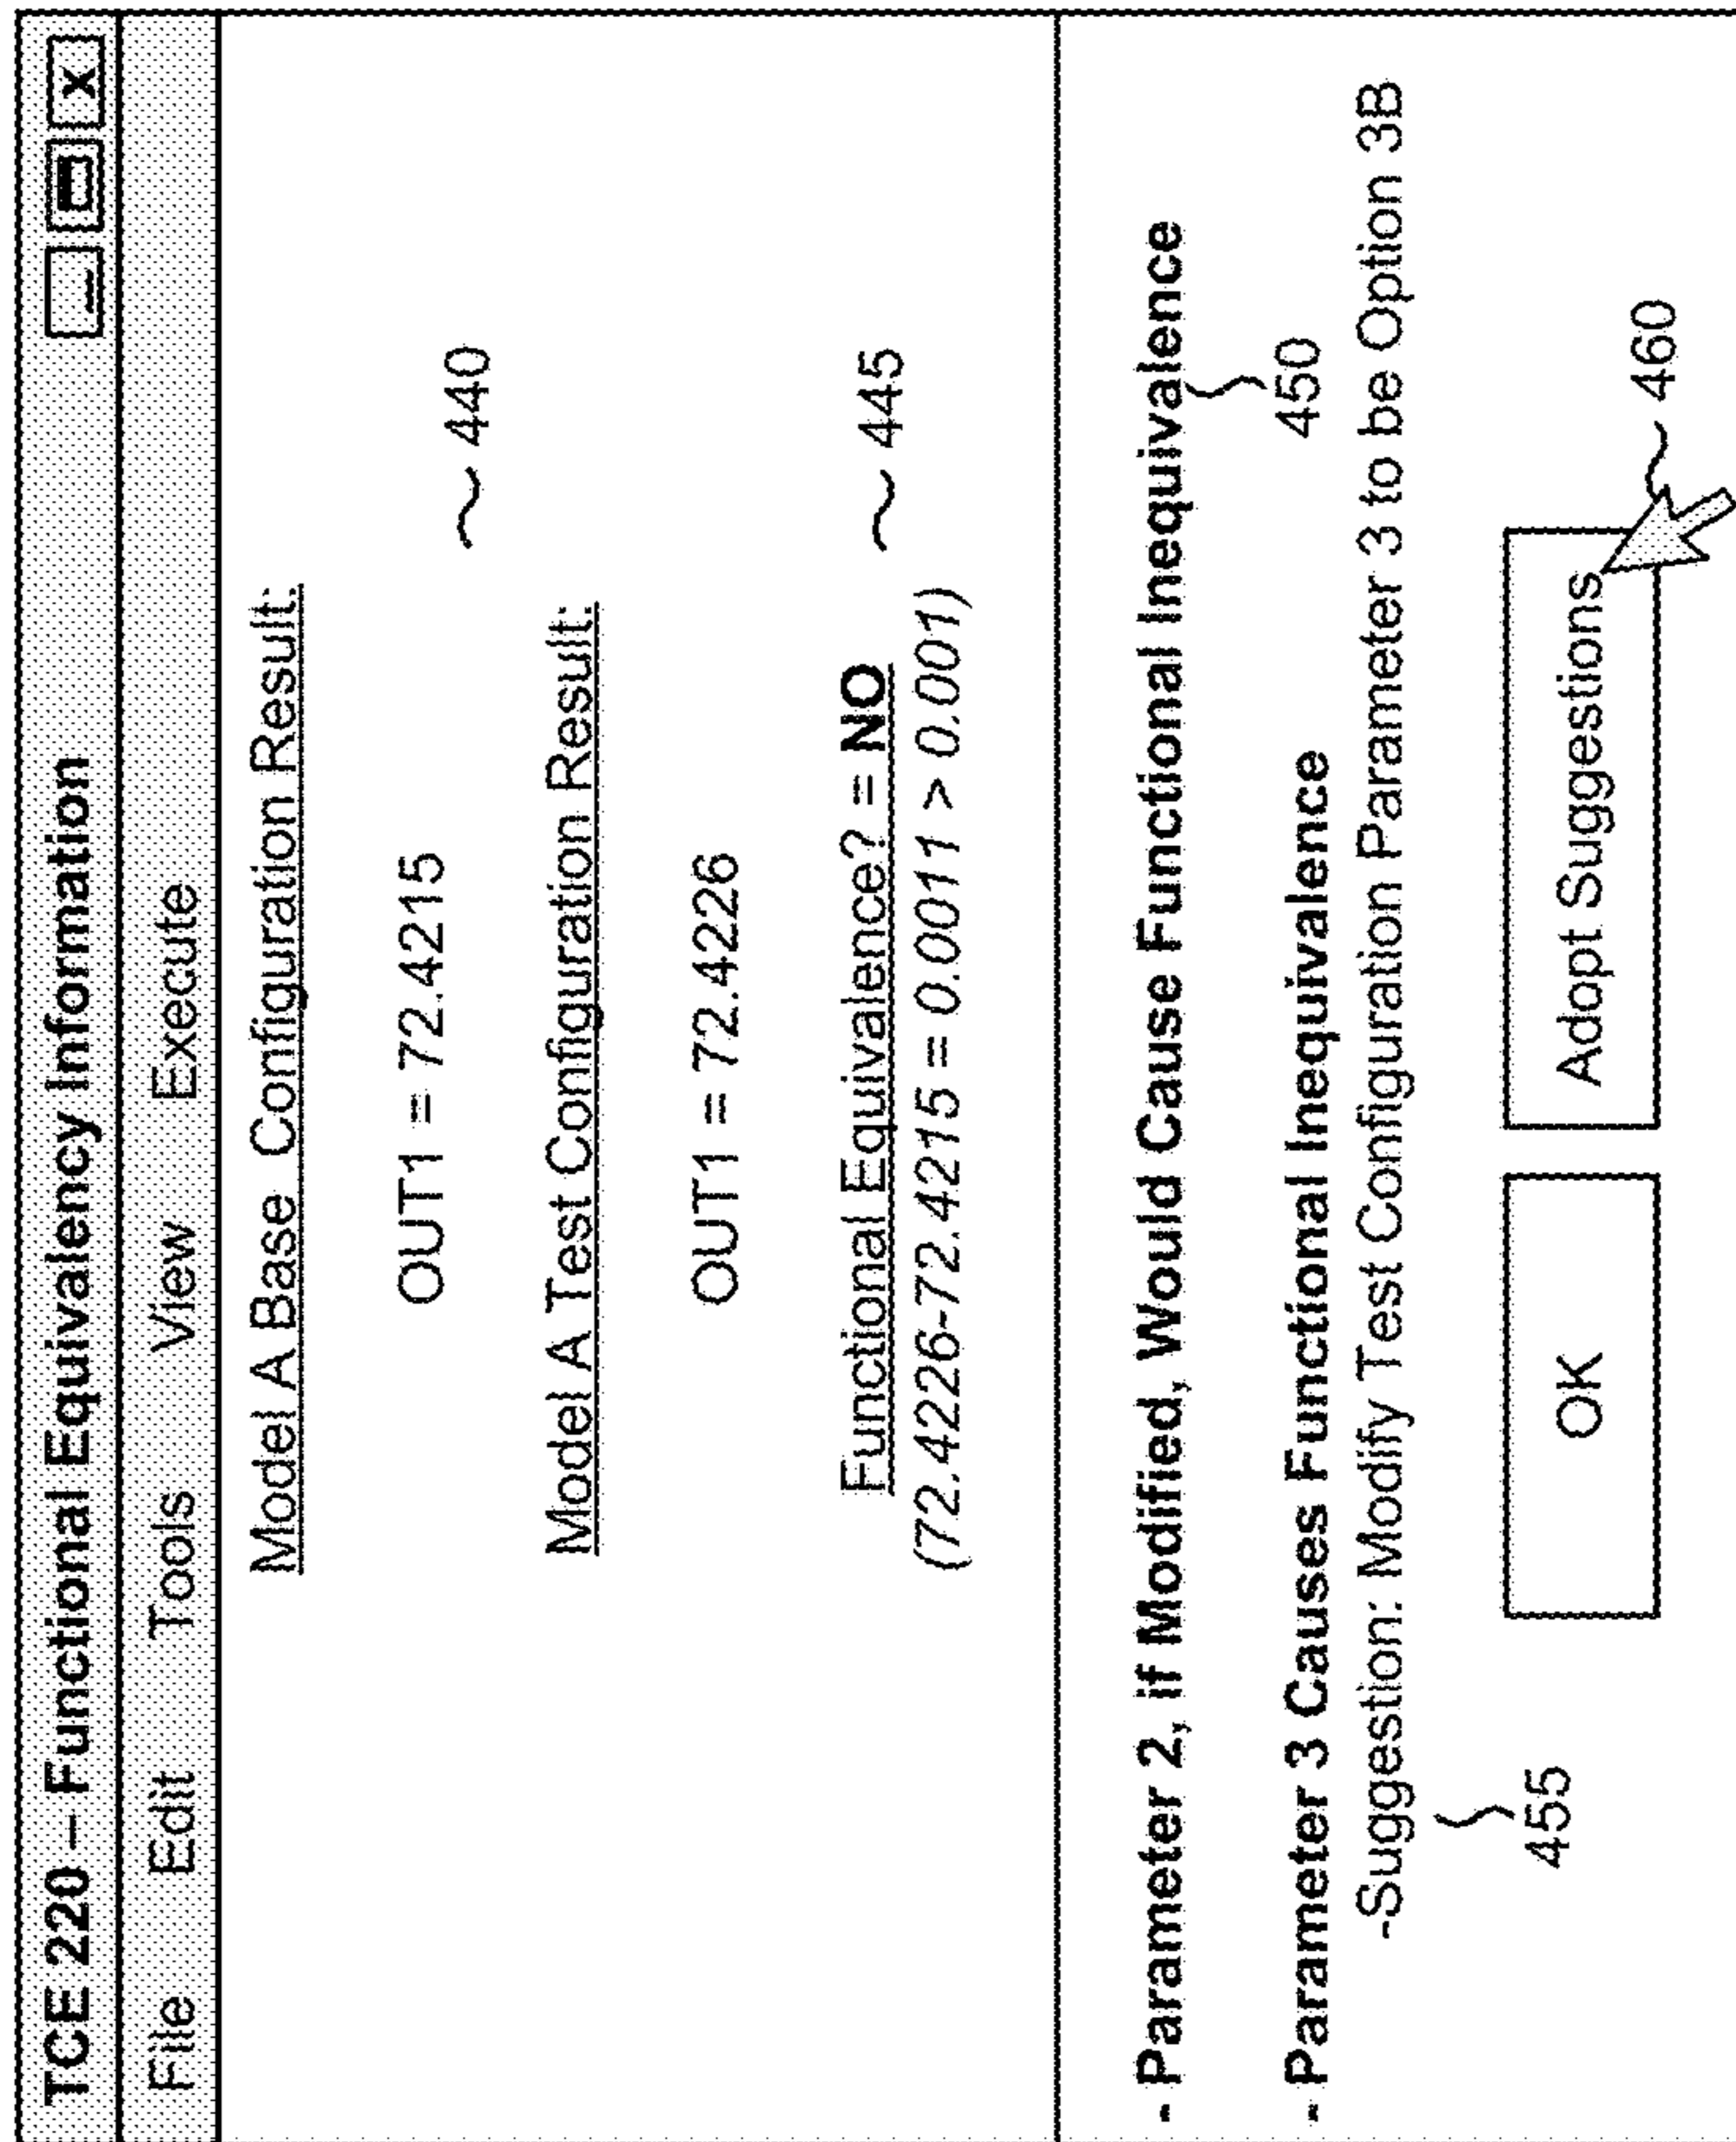 TCE 220 – Functional Equivalency Information
_ x
File Edit Tools View Execute
Model A Base Configuration Result:
OUT1 = 72.4215
440
Model A Test Configuration Result:
OUT1 = 72.4226
Functional Equivalence? = NO
445
(72.4226-72.4215 = 0.0011 > 0.001)
- Parameter 2, if Modified, Would Cause Functional Inequivalence
450
- Parameter 3 Causes Functional Inequivalence
-Suggestion: Modify Test Configuration Parameter 3 to be Option 3B
455
OK
Adopt Suggestions
460